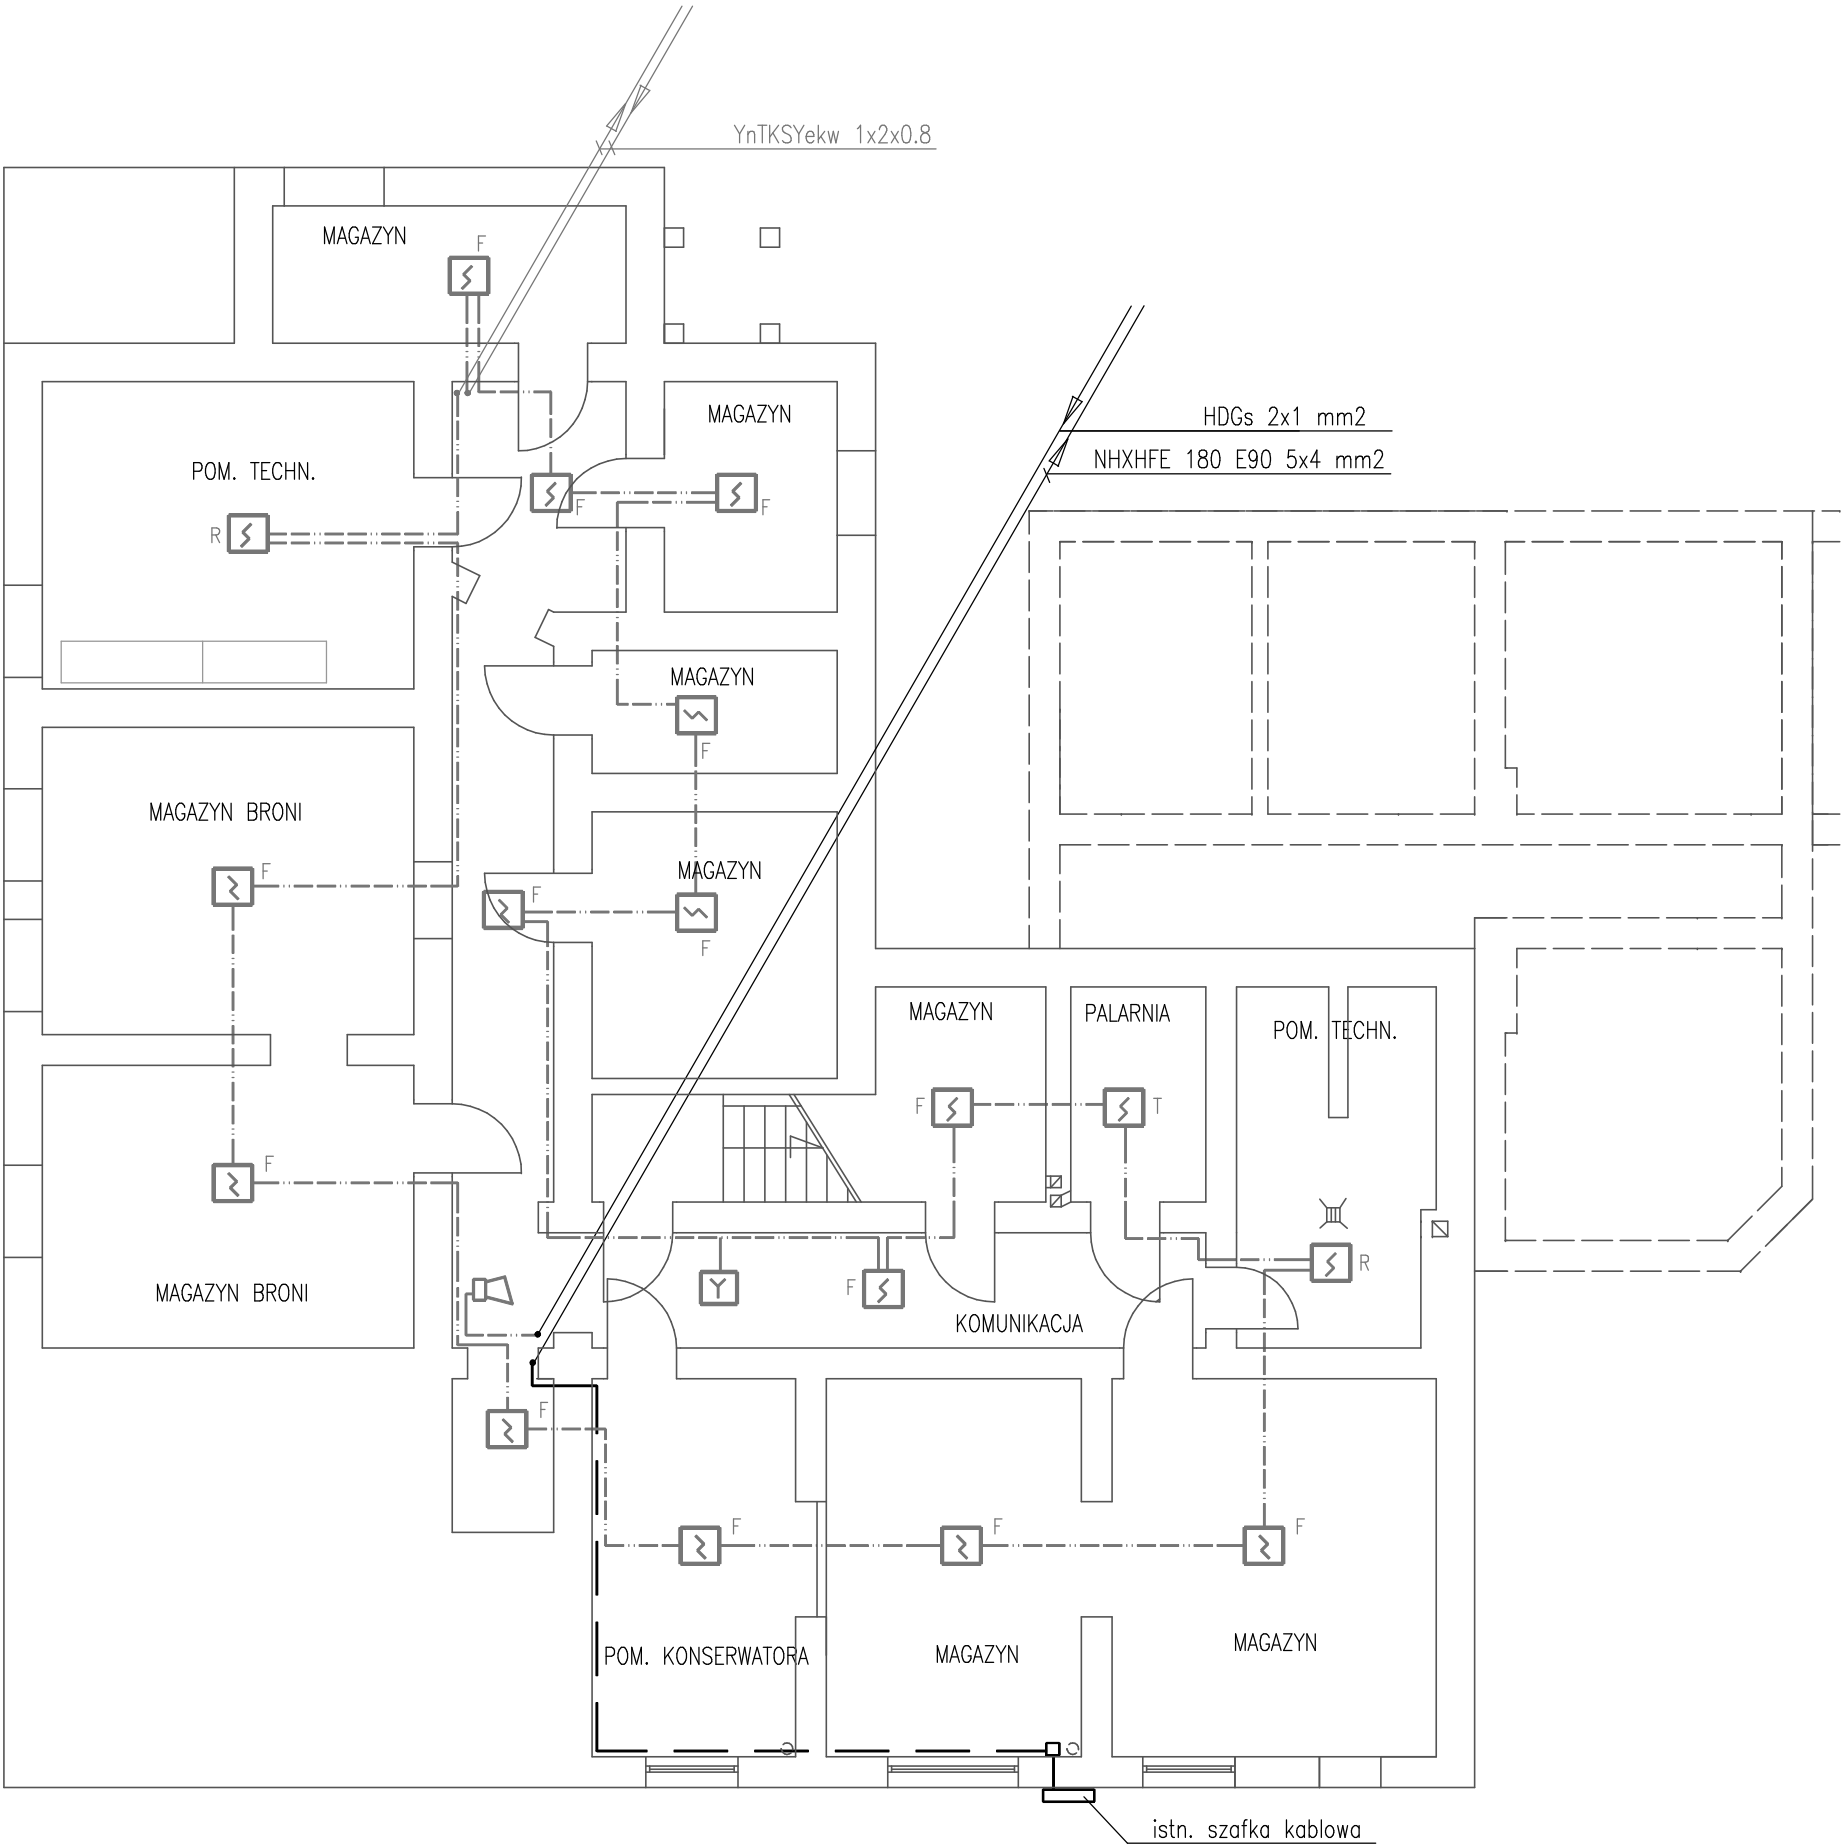 YnTKSYekw 1x2x0.8
MAGAZYN
F
MAGAZYN
HDGs 2x1 mm2
NHXHFE 180 E90 5x4 mm2
POM. TECHN.
F
F
R
MAGAZYN
F
MAGAZYN BRONI
MAGAZYN
F
F
F
MAGAZYN
PALARNIA
POM. TECHN.
F
T
F
R
F
MAGAZYN BRONI
KOMUNIKACJA
F
F
F
F
POM. KONSERWATORA
MAGAZYN
MAGAZYN
istn. szafka kablowa